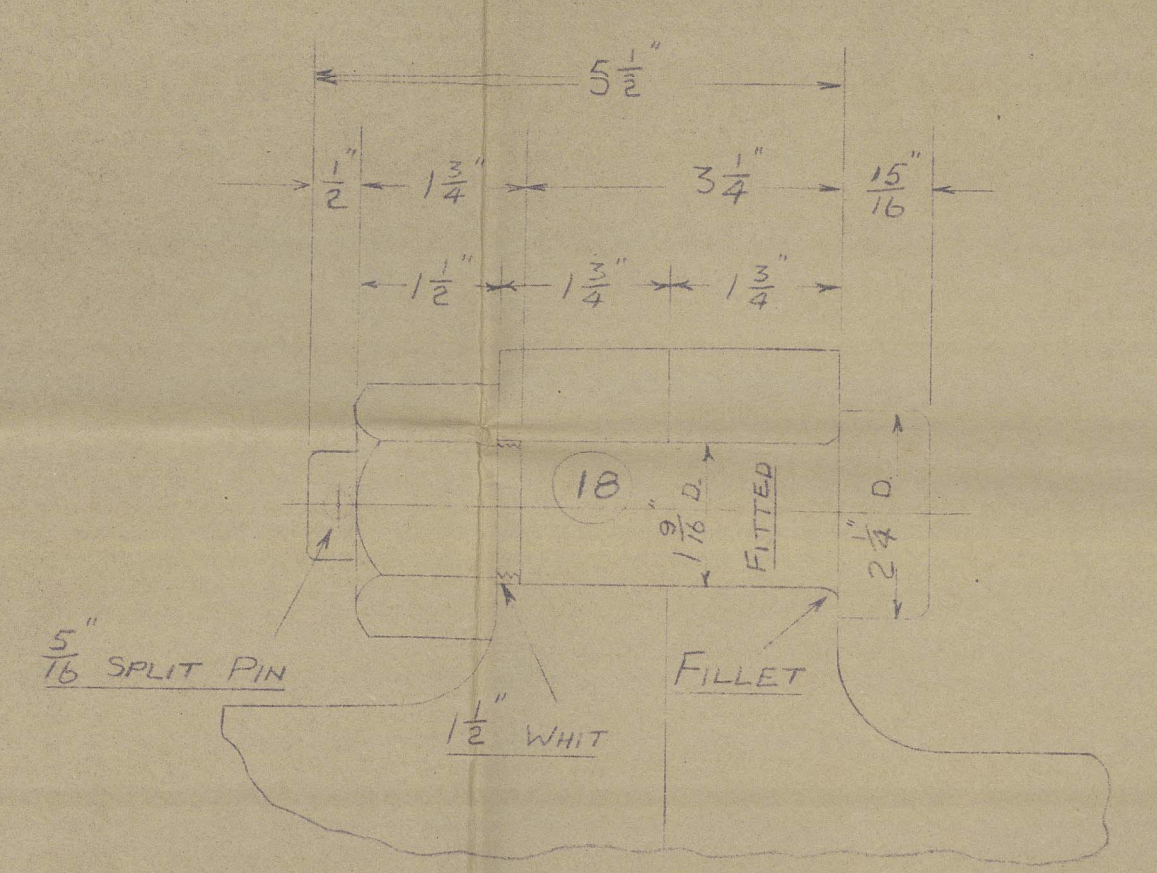 5 1/2"
1/2" 1 3/4" 3 1/4" 15/16"
1 1/2" 1 3/4" 1 3/4"
18
1 9/16" D.
FITTED
2 1/4" D.
5/16" SPLIT PIN
FILLET
1 1/2" WHIT